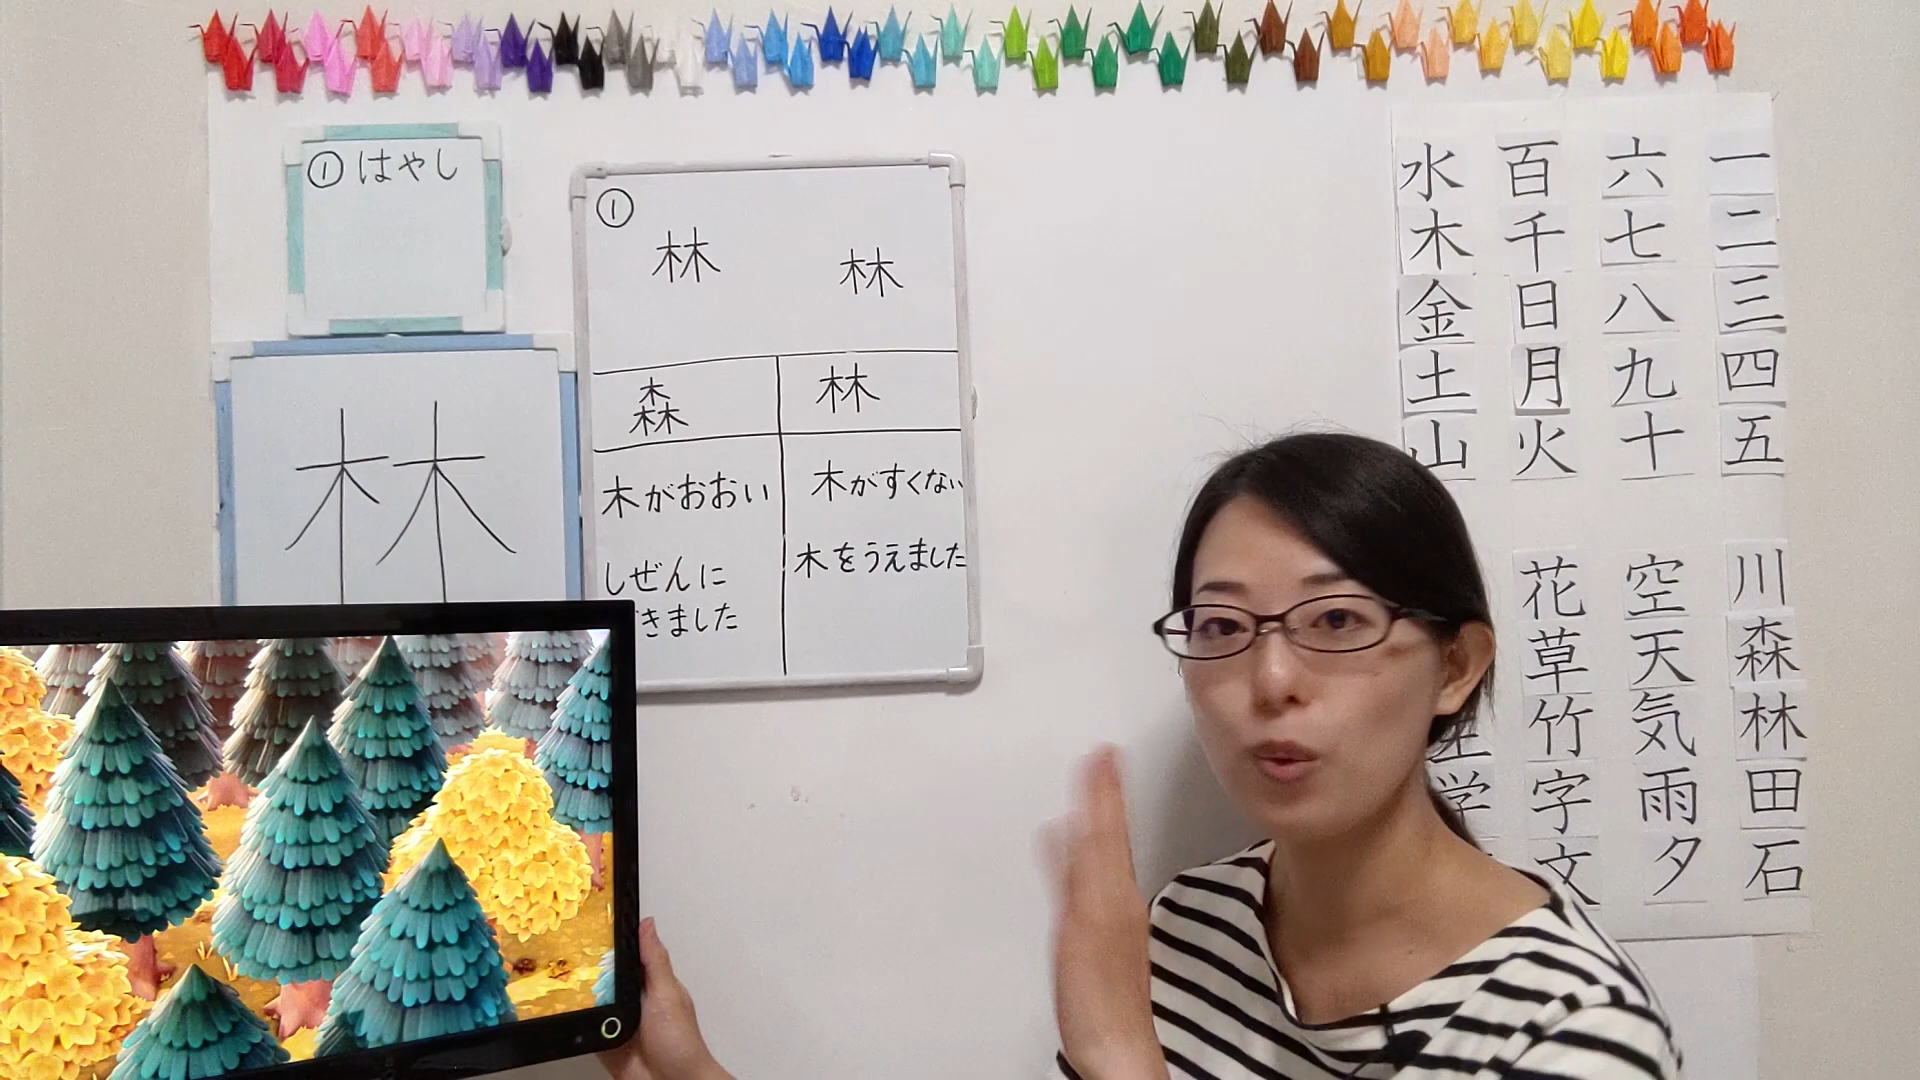 ① はやし
林
①
林 林
森 林
木がおおい 木がすくない
しぜんに 木をうえました
きました
水 百 六 一
木 千 七 二
金 日 八 三
土 月 九 四
山 火 十 五
花 空 川
草 天 森
竹 気 林
学 字 雨 田
文 夕 石